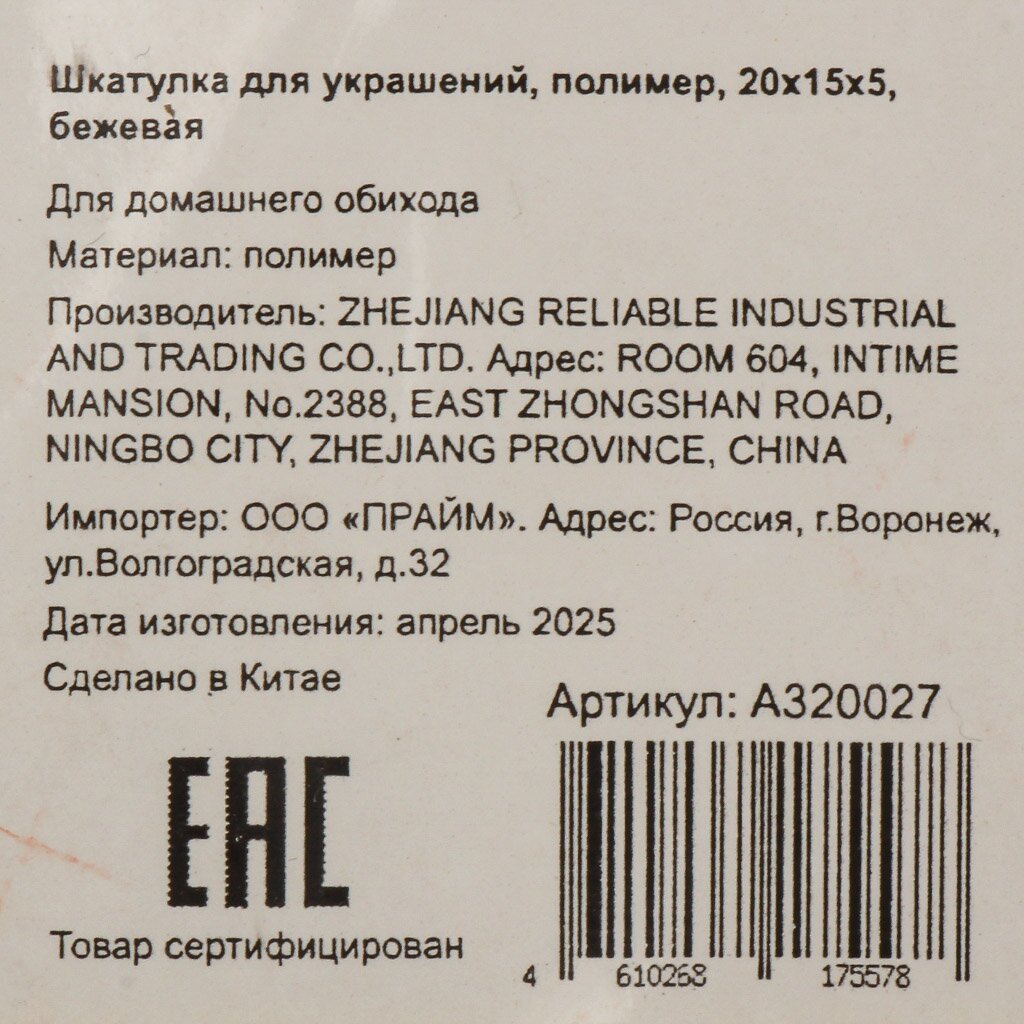 Шкатулка для украшений, полимер, 20х15х5,
бежевая
Для домашнего обихода
Материал: полимер
Производитель: ZHEJIANG RELIABLE INDUSTRIAL
AND TRADING CO.,LTD. Адрес: ROOM 604, INTIME
MANSION, No.2388, EAST ZHONGSHAN ROAD,
NINGBO CITY, ZHEJIANG PROVINCE, CHINA
Импортер: ООО «ПРАЙМ». Адрес: Россия, г.Воронеж,
ул.Волгоградская, д.32
Дата изготовления: апрель 2025
Сделано в Китае
Артикул: A320027
EAC
Товар сертифицирован
4 610268 175578